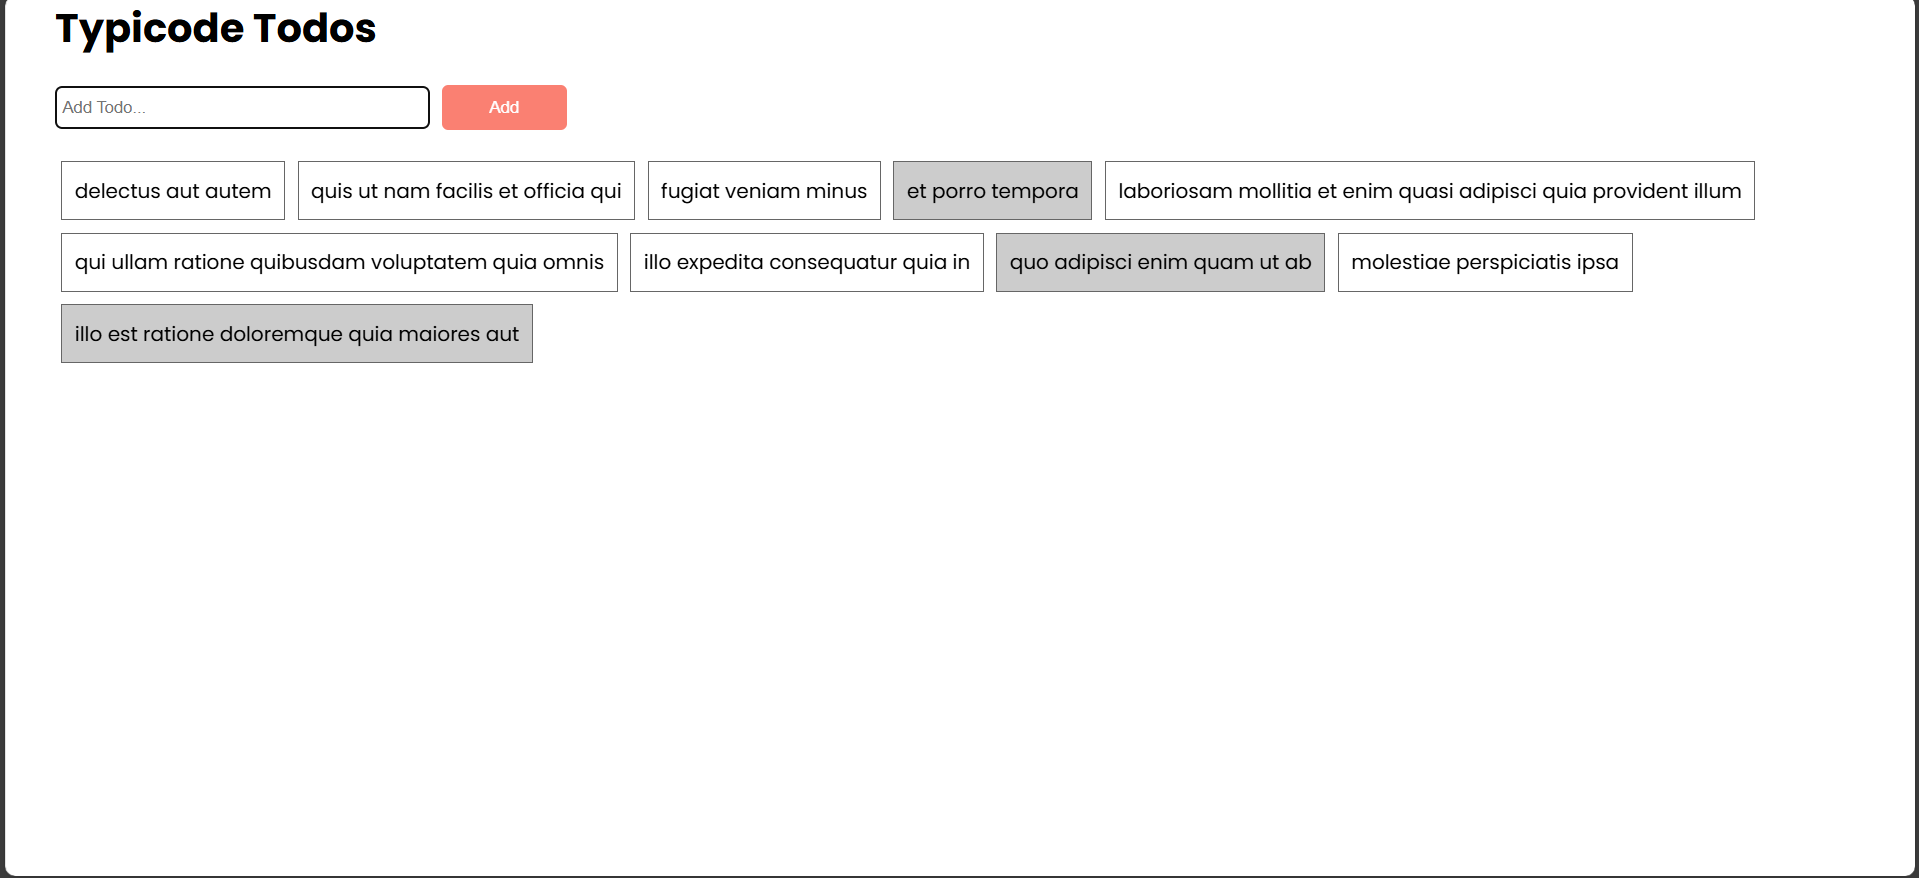 Typicode Todos
Add Todo...
Add
delectus aut autem
quis ut nam facilis et officia qui
fugiat veniam minus
et porro tempora
laboriosam mollitia et enim quasi adipisci quia provident illum
qui ullam ratione quibusdam voluptatem quia omnis
illo expedita consequatur quia in
quo adipisci enim quam ut ab
molestiae perspiciatis ipsa
illo est ratione doloremque quia maiores aut